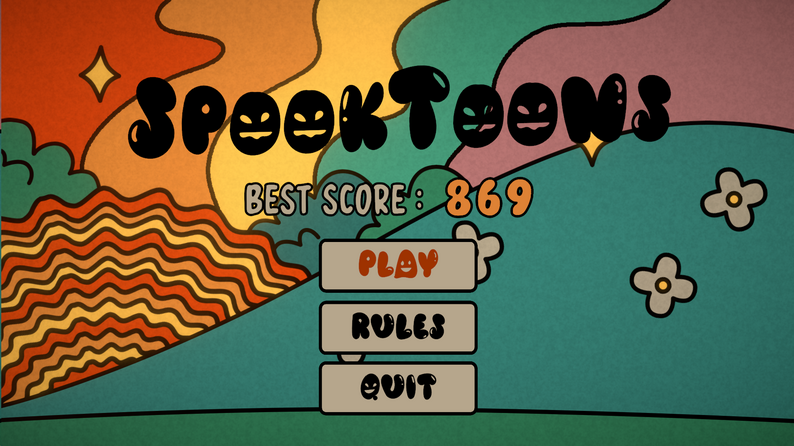 SPOOKTOONS
BEST SCORE : 869
PLAY
RULES
QUIT